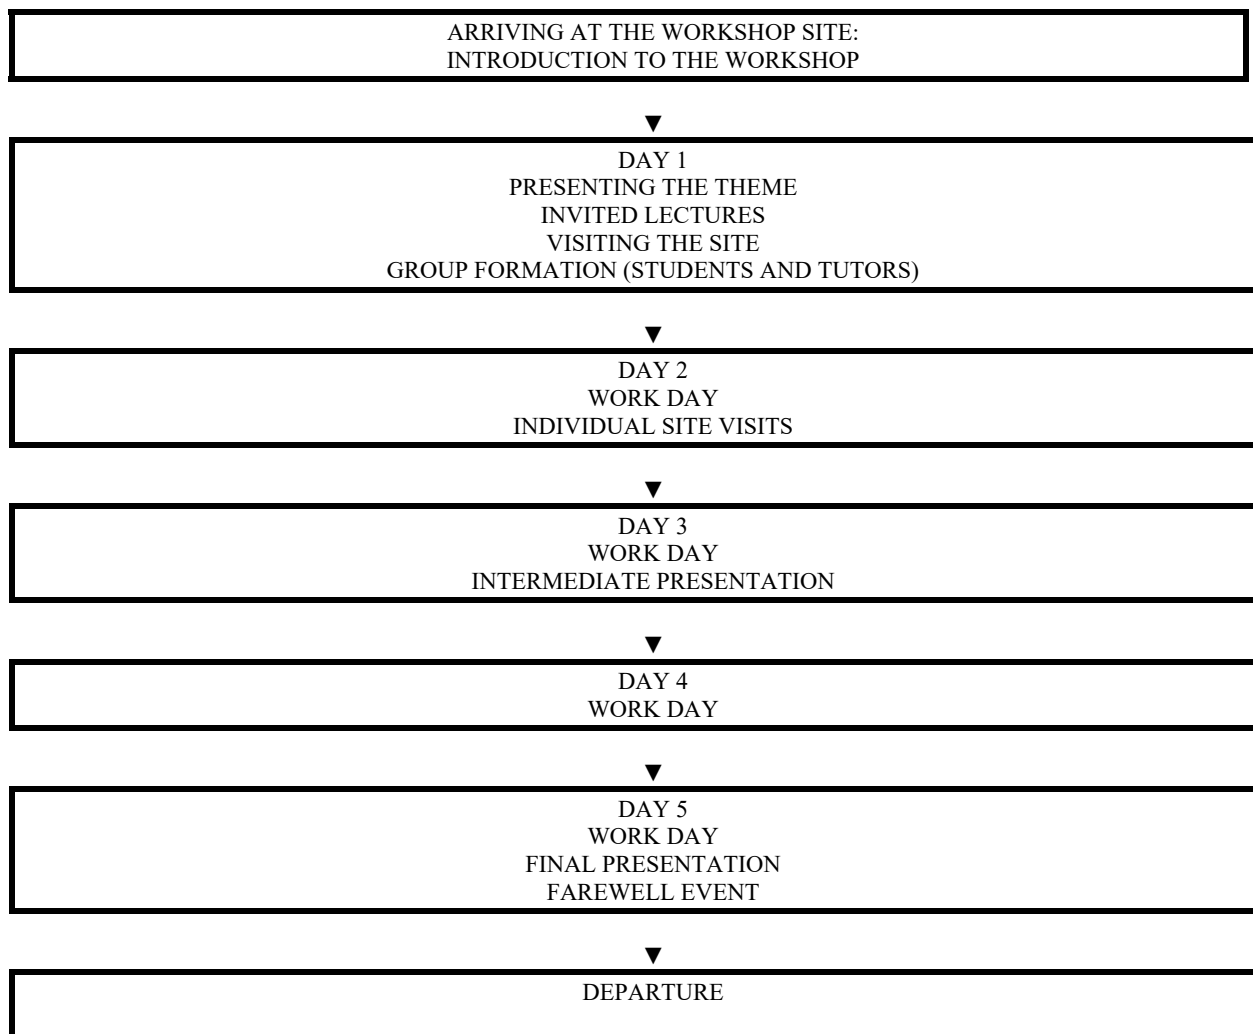 ARRIVING AT THE WORKSHOP SITE:
INTRODUCTION TO THE WORKSHOP
▼
DAY 1
PRESENTING THE THEME
INVITED LECTURES
VISITING THE SITE
GROUP FORMATION (STUDENTS AND TUTORS)
▼
DAY 2
WORK DAY
INDIVIDUAL SITE VISITS
▼
DAY 3
WORK DAY
INTERMEDIATE PRESENTATION
▼
DAY 4
WORK DAY
▼
DAY 5
WORK DAY
FINAL PRESENTATION
FAREWELL EVENT
▼
DEPARTURE